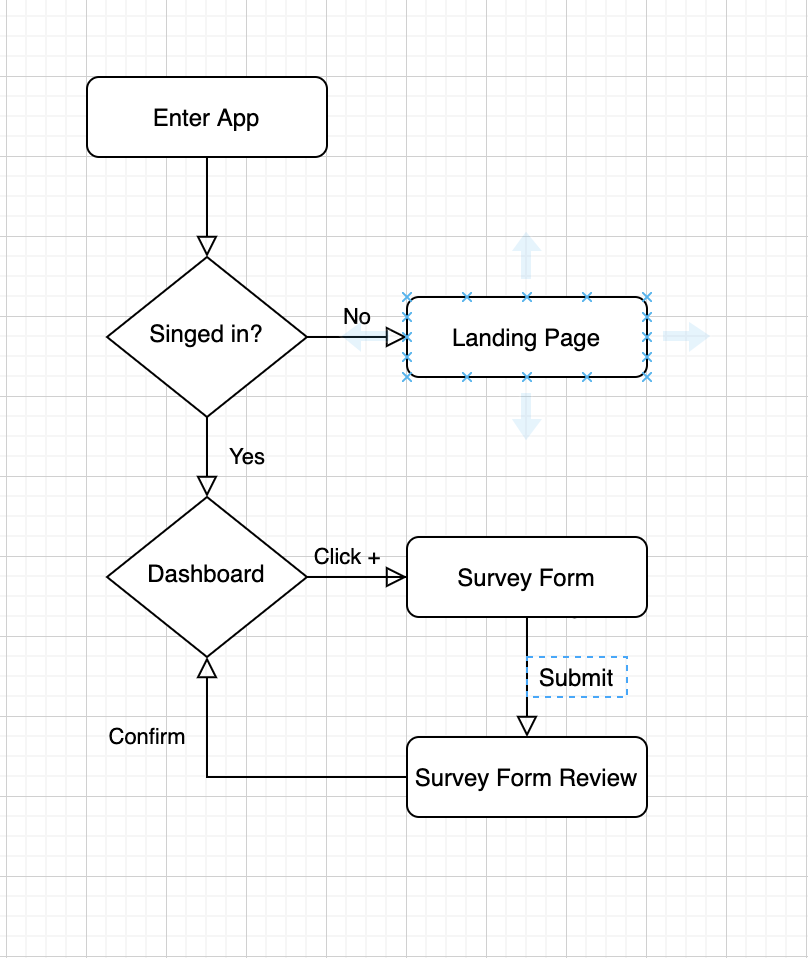 Enter App
Singed in?
No
Landing Page
Yes
Dashboard
Click +
Survey Form
Submit
Confirm
Survey Form Review